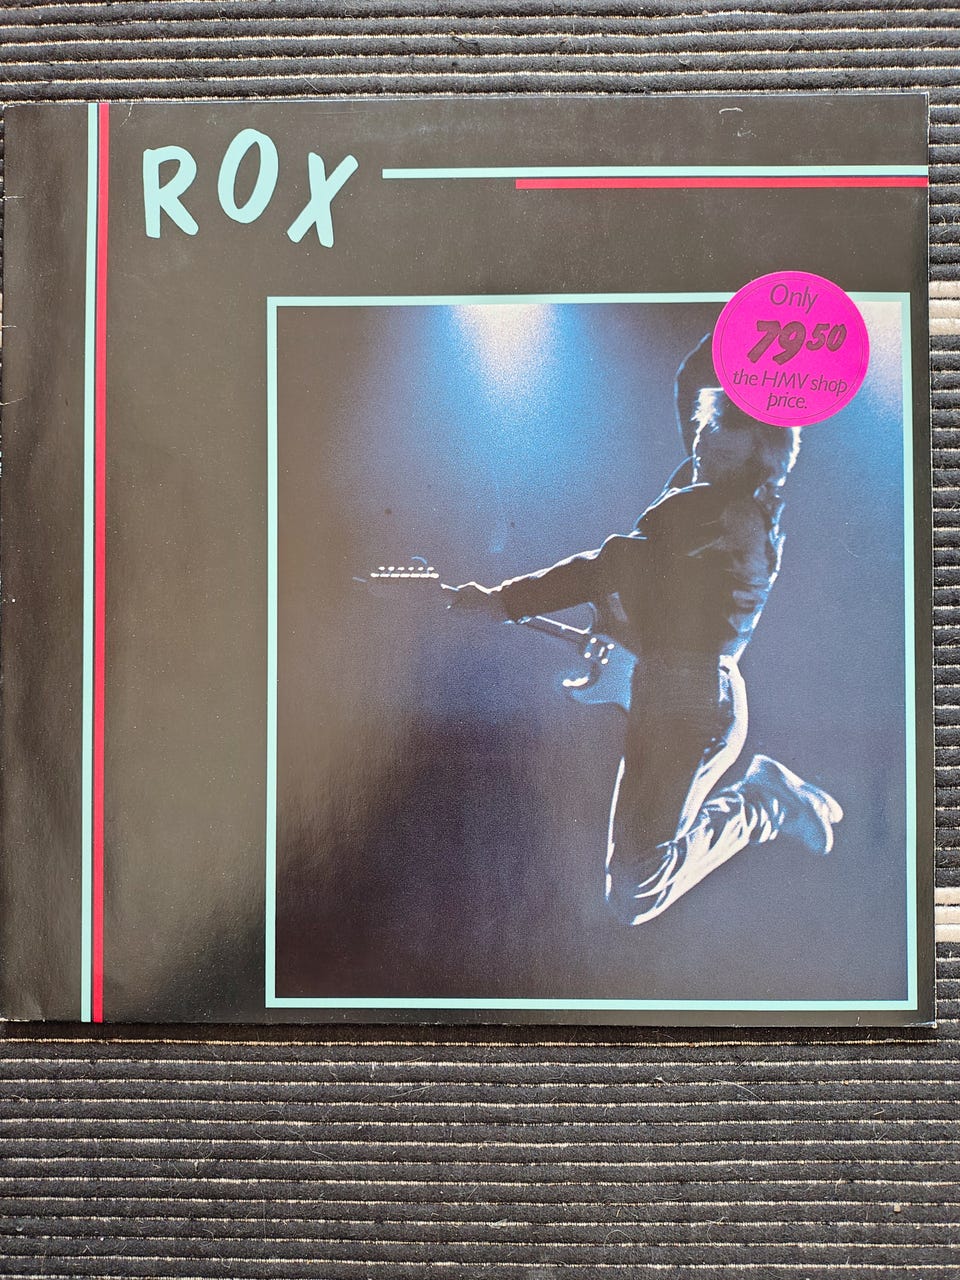 ROX
Only
79 50
the HMV shop
price.